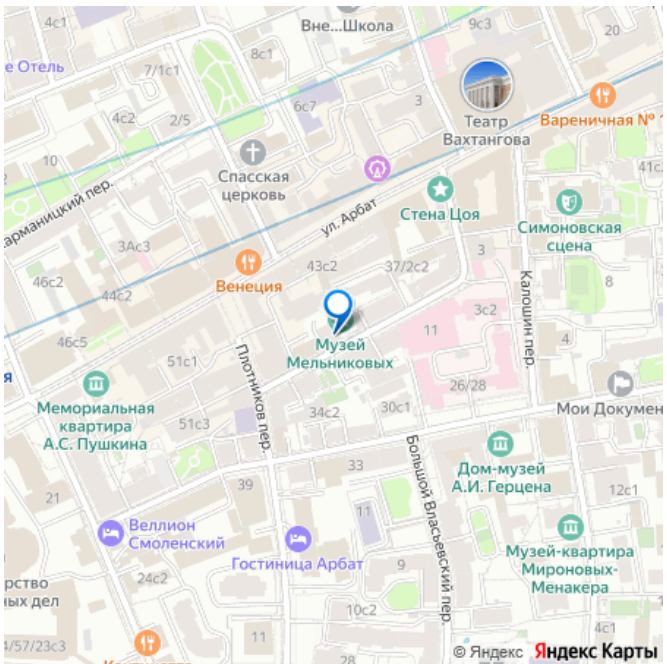 Вне...Школа
9с3
20
е Отель
7/1с1
8с1
4с2
2/5
6с7
3
Театр
Вахтангова
Вареничная № 1
10
Спасская
церковь
41с
арманицкий пер.
ул. Арбат
Стена Цоя
Симоновская
сцена
3Ас3
43с2
37/2с2
3
46с2
44с2
Венеция
Калошин пер.
8
3с2
46с5
11
4
Музей
Мельниковых
я
51с1
Плотников пер.
26/28
Мемориальная
квартира
А.С. Пушкина
51с3
34с2
30с1
Мои Докумен
33
Большой Власьевский пер.
Дом-музей
А.И. Герцена
21
39
12с1
11
Веллион
Смоленский
Гостиница Арбат
9
Музей-квартира
Мироновых-
Менакера
24с2
рство
ных дел
10с2
4с1
4/57/23с3
11
6
© Яндекс Яндекс Карты